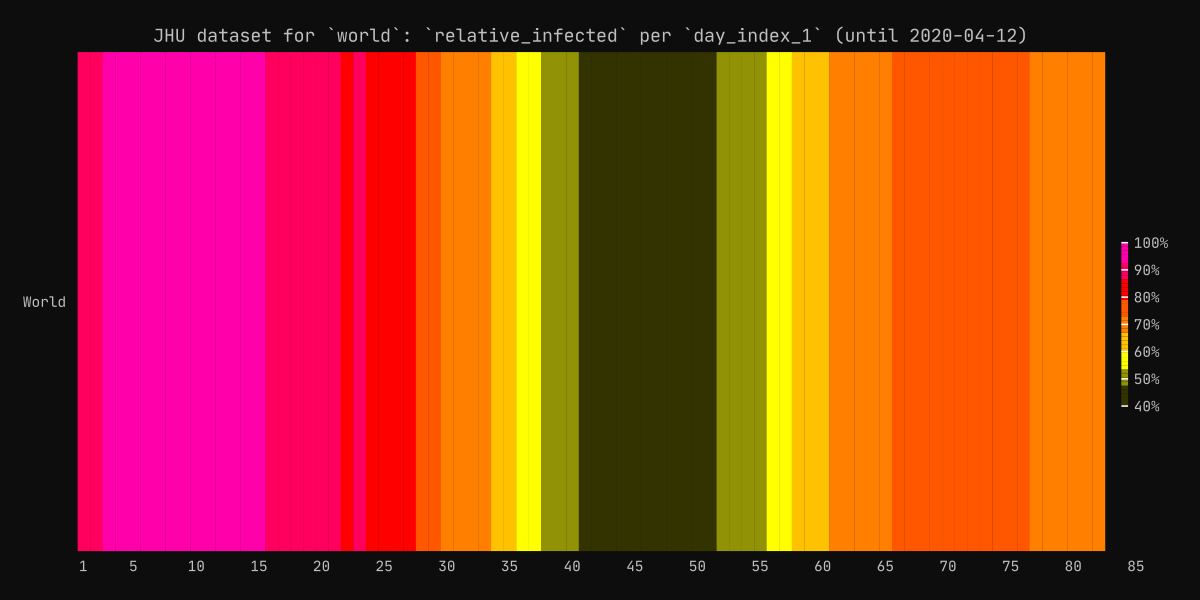 JHU dataset for `world`: `relative_infected` per `day_index_1` (until 2020-04-12)
100%
90%
80%
70%
60%
50%
40%
World
1 5 10 15 20 25 30 35 40 45 50 55 60 65 70 75 80 85